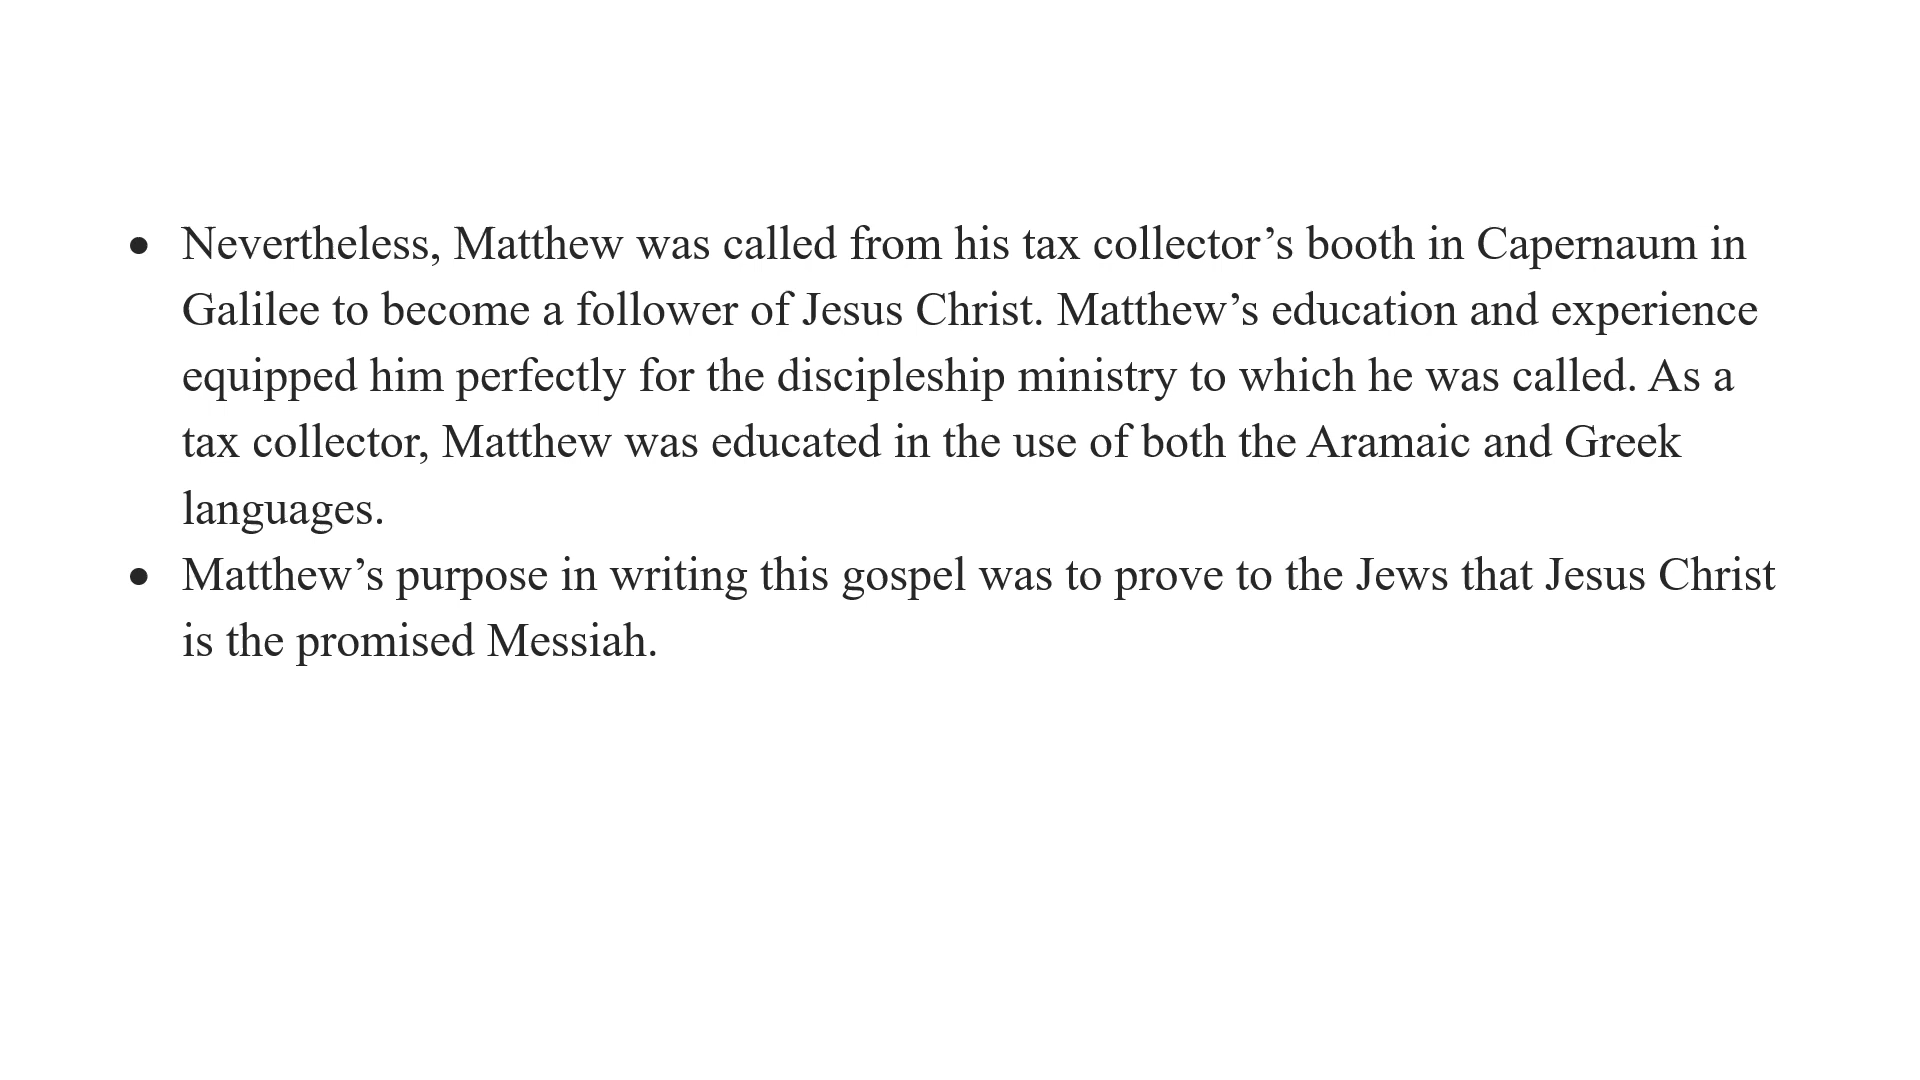 ● Nevertheless, Matthew was called from his tax collector’s booth in Capernaum in
Galilee to become a follower of Jesus Christ. Matthew’s education and experience
equipped him perfectly for the discipleship ministry to which he was called. As a
tax collector, Matthew was educated in the use of both the Aramaic and Greek
languages.
● Matthew’s purpose in writing this gospel was to prove to the Jews that Jesus Christ
is the promised Messiah.